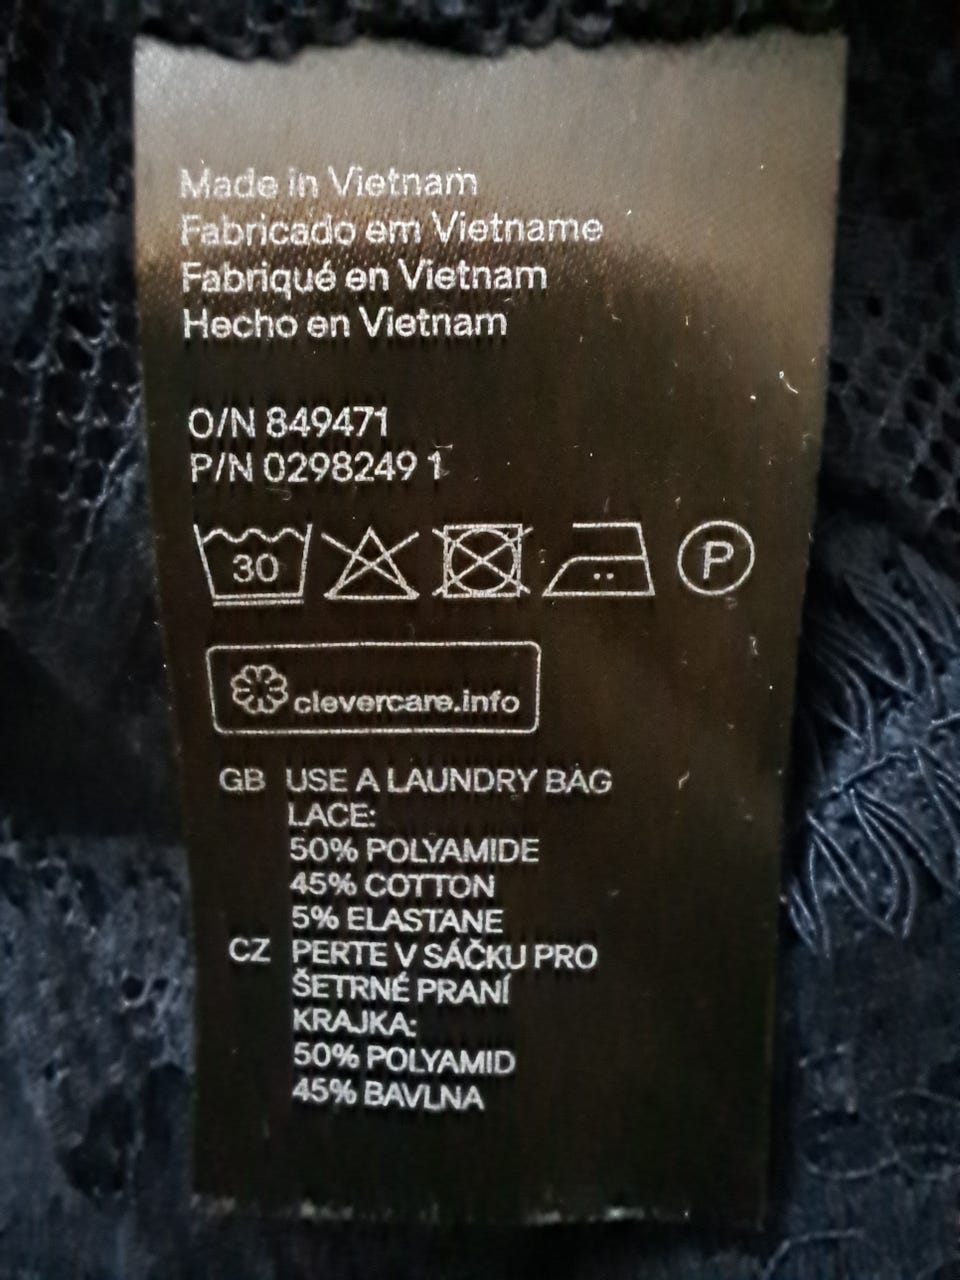 Made in Vietnam
Fabricado em Vietname
Fabriqué en Vietnam
Hecho en Vietnam
O/N 849471
P/N 0298249 1
30 P
clevercare.info
GB USE A LAUNDRY BAG
LACE:
50% POLYAMIDE
45% COTTON
5% ELASTANE
CZ PERTE V SÁČKU PRO
ŠETRNÉ PRANÍ
KRAJKA:
50% POLYAMID
45% BAVLNA